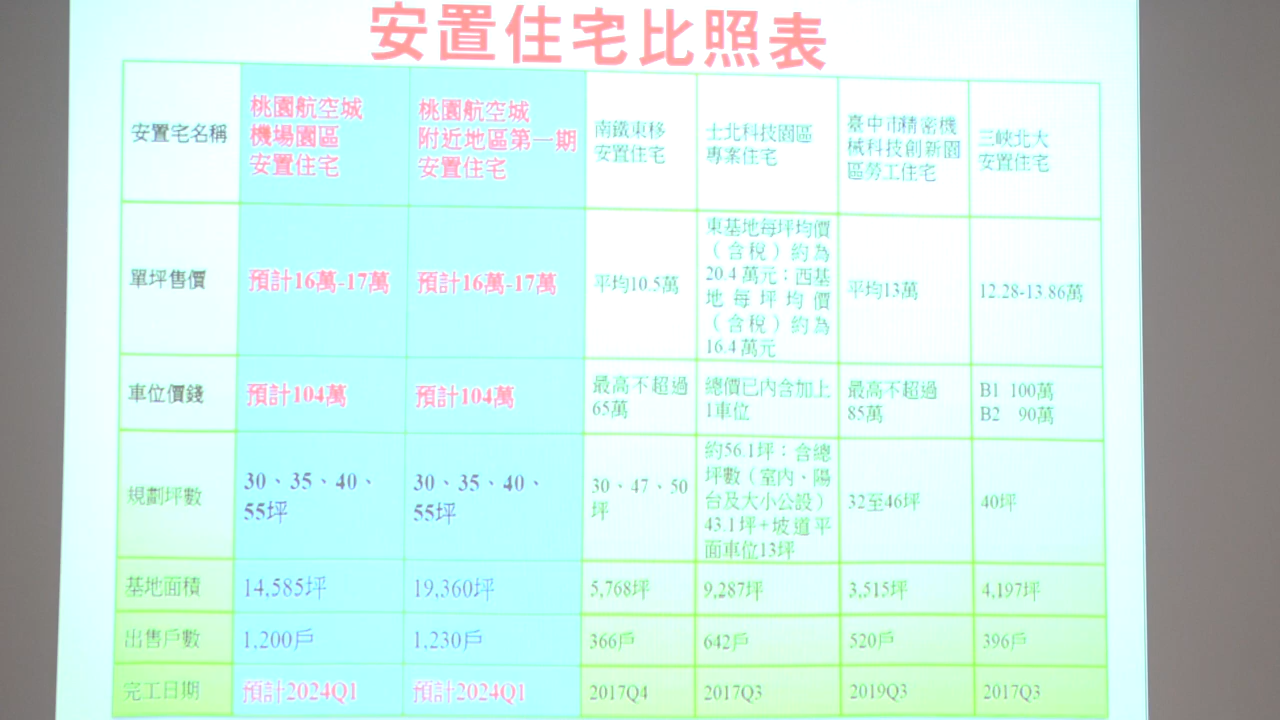 安置住宅比照表
安置宅名稱
桃園航空城
機場園區
安置住宅
桃園航空城
附近地區第一期
安置住宅
南鐵東移
安置住宅
士北科技園區
專案住宅
臺中市精密機
械科技創新園
區勞工住宅
三峽北大
安置住宅
單坪售價
預計16萬-17萬
預計16萬-17萬
平均10.5萬
東基地每坪均價
（含稅）約為
20.4萬元；西基
地每坪均價
（含稅）約為
16.4萬元
平均13萬
12.28-13.86萬
車位價錢
預計104萬
預計104萬
最高不超過
65萬
總價已內含加上
1車位
最高不超過
85萬
B1 100萬
B2 90萬
規劃坪數
30、35、40、
55坪
30、35、40、
55坪
30、47、50
坪
約56.1坪：含總
坪數（室內、陽
台及大小公設）
43.1坪+坡道平
面車位13坪
32至46坪
40坪
基地面積
14,585坪
19,360坪
5,768坪
9,287坪
3,515坪
4,197坪
出售戶數
1,200戶
1,230戶
366戶
642戶
520戶
396戶
完工日期
預計2024Q1
預計2024Q1
2017Q4
2017Q3
2019Q3
2017Q3